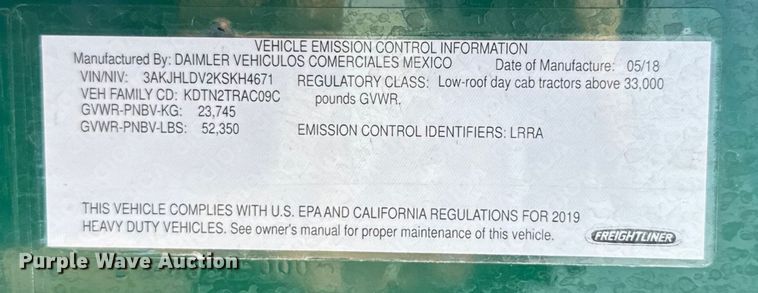 VEHICLE EMISSION CONTROL INFORMATION
Manufactured By: DAIMLER VEHICULOS COMERCIALES MEXICO Date of Manufacture: 05/18
VIN/NIV: 3AKJHLDV2KSKH4671 REGULATORY CLASS: Low-roof day cab tractors above 33,000
VEH FAMILY CD: KDTN2TRAC09C pounds GVWR.
GVWR-PNBV-KG: 23,745
GVWR-PNBV-LBS: 52,350 EMISSION CONTROL IDENTIFIERS: LRRA
THIS VEHICLE COMPLIES WITH U.S. EPA AND CALIFORNIA REGULATIONS FOR 2019
HEAVY DUTY VEHICLES. See owner's manual for proper maintenance of this vehicle.
FREIGHTLINER
Purple Wave Auction